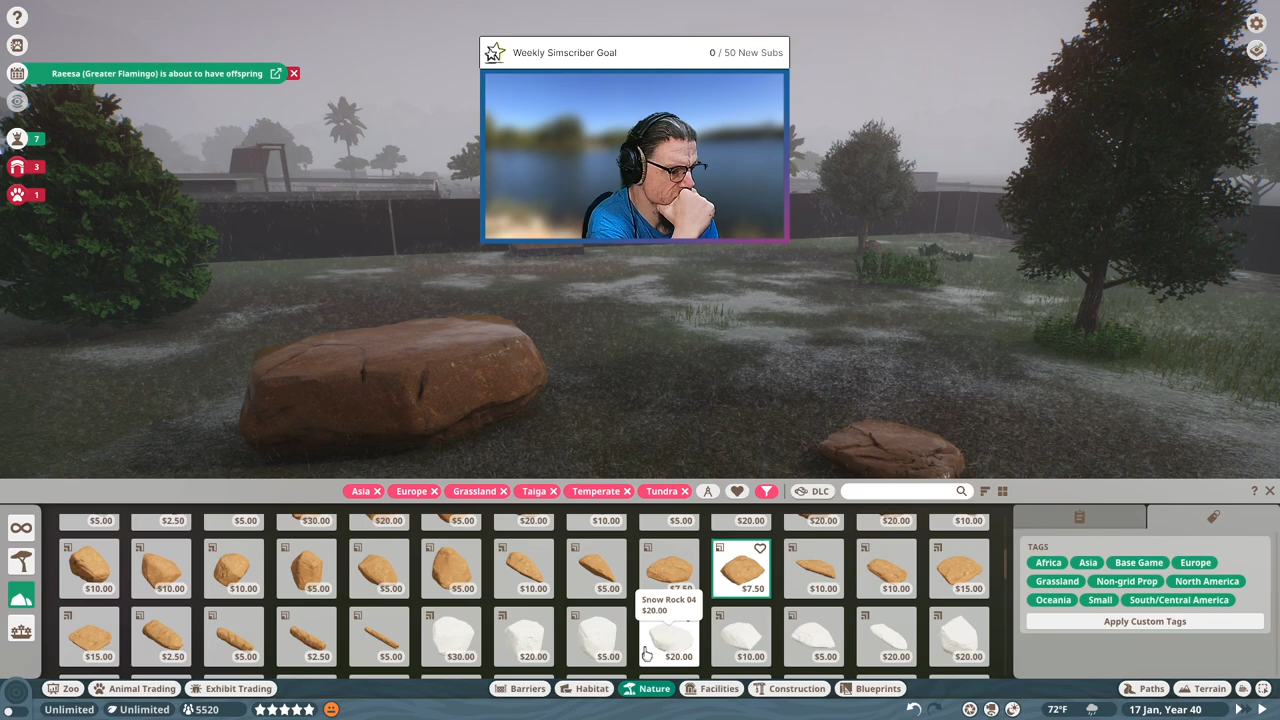 ?
Weekly Simscriber Goal 0 / 50 New Subs
Raeesa (Greater Flamingo) is about to have offspring
7
3
1
Asia ×
Europe ×
Grassland ×
Taiga ×
Temperate ×
Tundra ×
DLC
? ×
$5.00 $2.50 $5.00 $30.00 $20.00 $5.00 $20.00 $10.00 $5.00 $20.00 $20.00 $20.00 $10.00
$10.00 $10.00 $10.00 $5.00 $5.00 $5.00 $10.00 $5.00 $7.50 $7.50 $10.00 $10.00 $15.00
Snow Rock 04
$20.00
$15.00 $2.50 $5.00 $2.50 $5.00 $30.00 $20.00 $5.00 $20.00 $10.00 $5.00 $20.00 $20.00
TAGS
Africa Asia Base Game Europe
Grassland Non-grid Prop North America
Oceania Small South/Central America
Apply Custom Tags
Zoo Animal Trading Exhibit Trading Barriers Habitat Nature Facilities Construction Blueprints Paths Terrain
Unlimited Unlimited 5520 72°F 17 Jan, Year 40